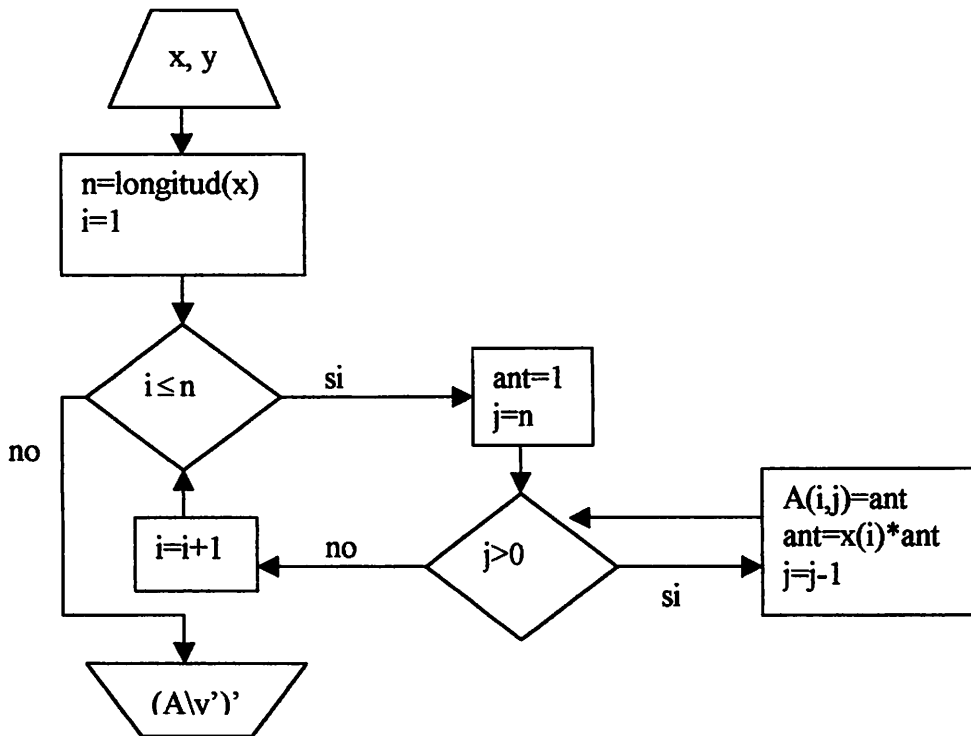 x, y
n=longitud(x)
i=1
i ≤ n
si
ant=1
j=n
no
i=i+1
no
j>0
si
A(i,j)=ant
ant=x(i)*ant
j=j-1
(A\v’)’